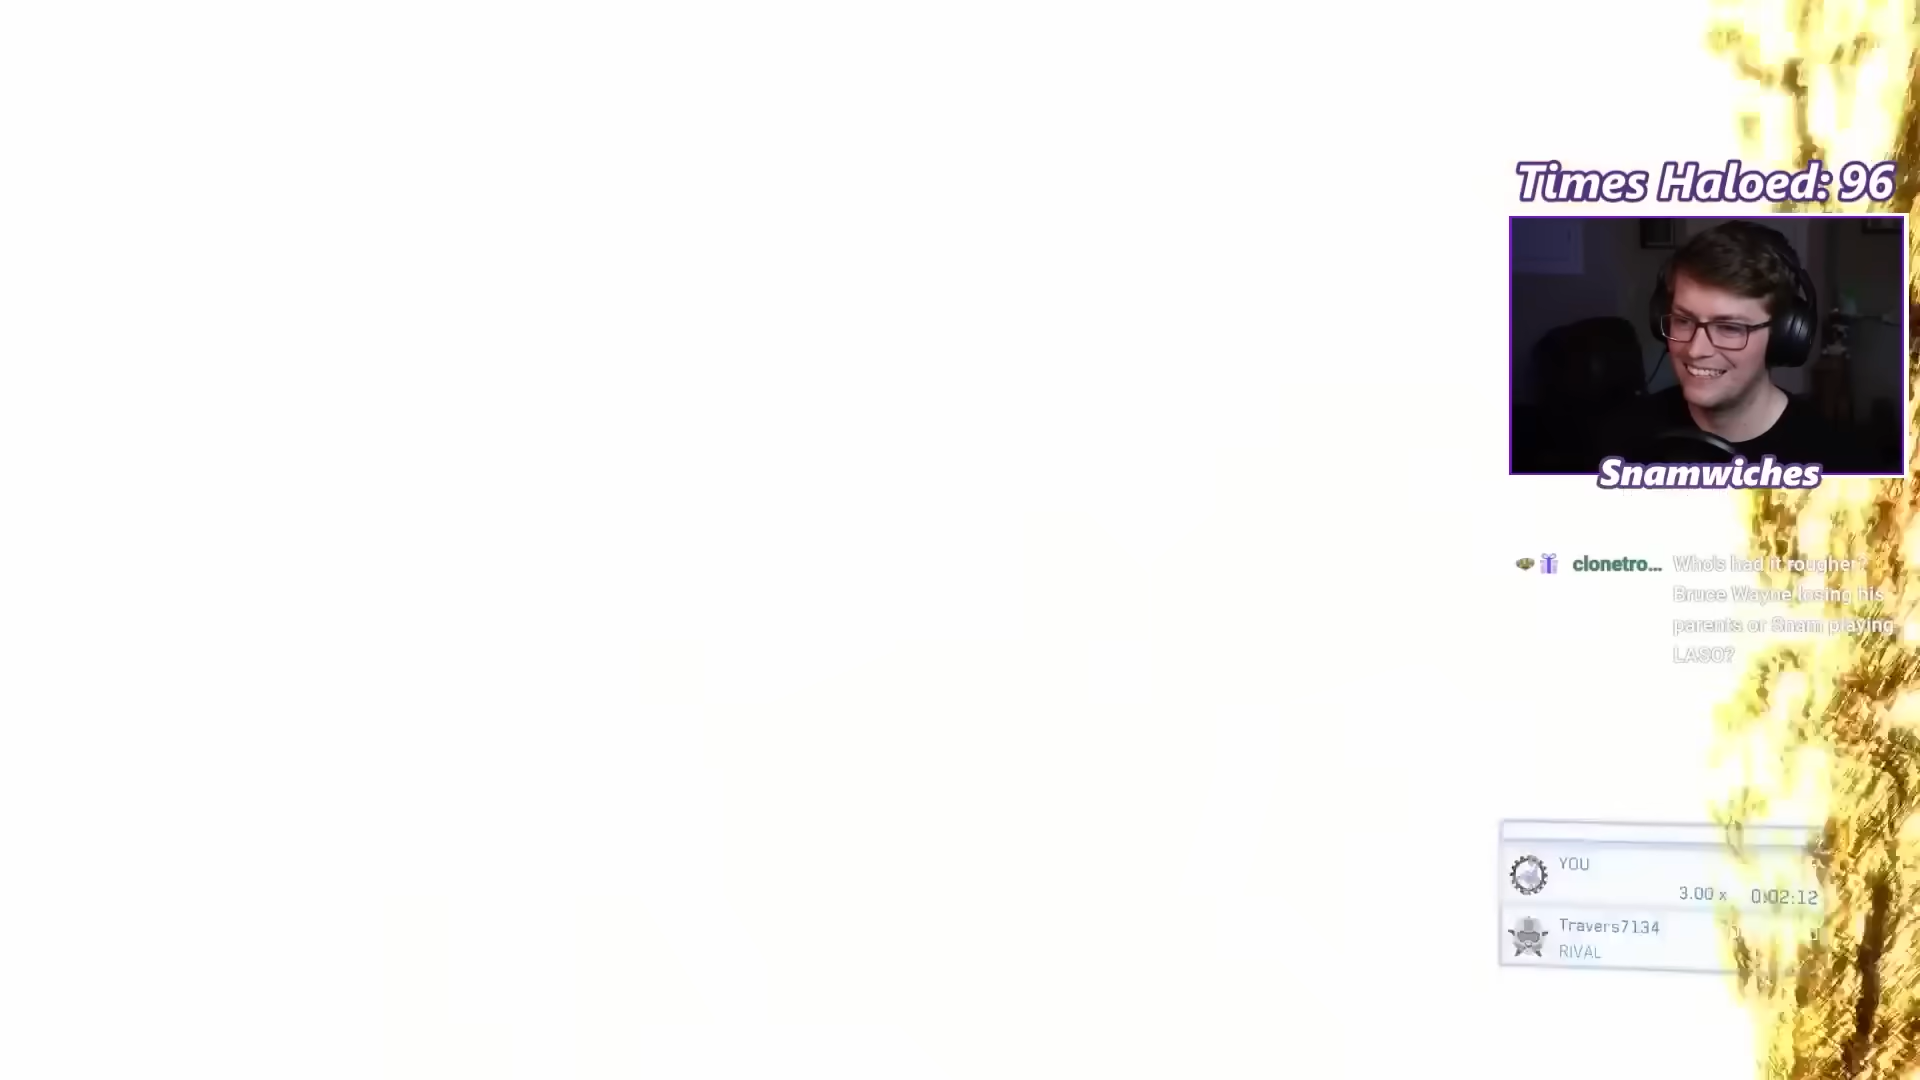 Times Haloed: 96
Snamwiches
clonetro... Who's had it rougher?
Bruce Wayne losing his
parents or Snam playing
LASO?
YOU
3.00 x 0:02:12
Travers7134
RIVAL